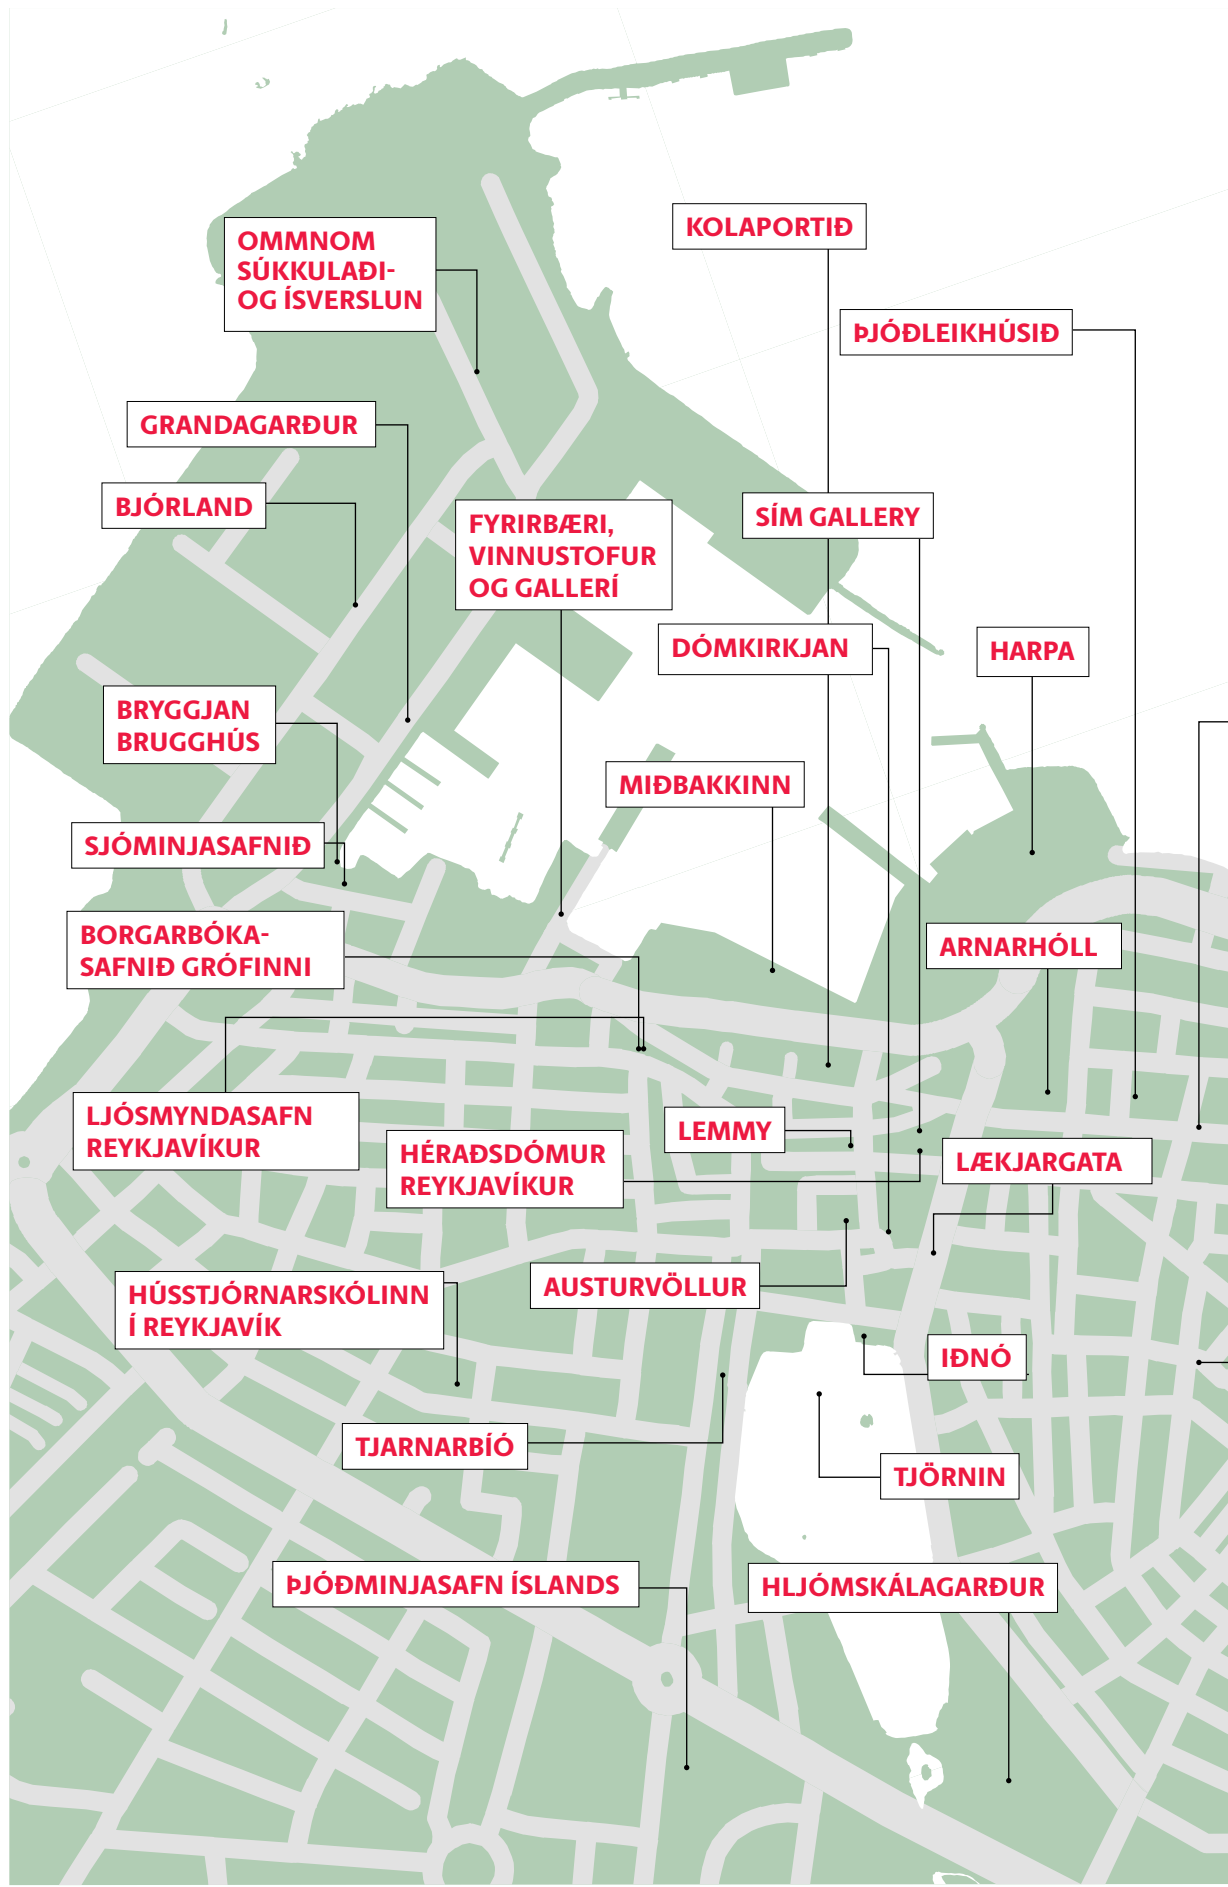 OMMNOM
SÚKKULAÐI-
OG ÍSVERSLUN
KOLAPORTIÐ
ÞJÓÐLEIKHÚSIÐ
GRANDAGARÐUR
BJÓRLAND
FYRIRBÆRI,
VINNUSTOFUR
OG GALLERÍ
SÍM GALLERY
DÓMKIRKJAN
HARPA
BRYGGJAN
BRUGGHÚS
MIÐBAKKINN
SJÓMINJASAFNIÐ
BORGARBÓKA-
SAFNIÐ GRÓFINNI
ARNARHÓLL
LJÓSMYNDASAFN
REYKJAVÍKUR
LEMMY
HÉRAÐSDÓMUR
REYKJAVÍKUR
LÆKJARGATA
HÚSSTJÓRNARSKÓLINN
Í REYKJAVÍK
AUSTURVÖLLUR
IÐNÓ
TJARNARBÍÓ
TJÖRNIN
ÞJÓÐMINJASAFN ÍSLANDS
HLJÓMSKÁLAGARÐUR